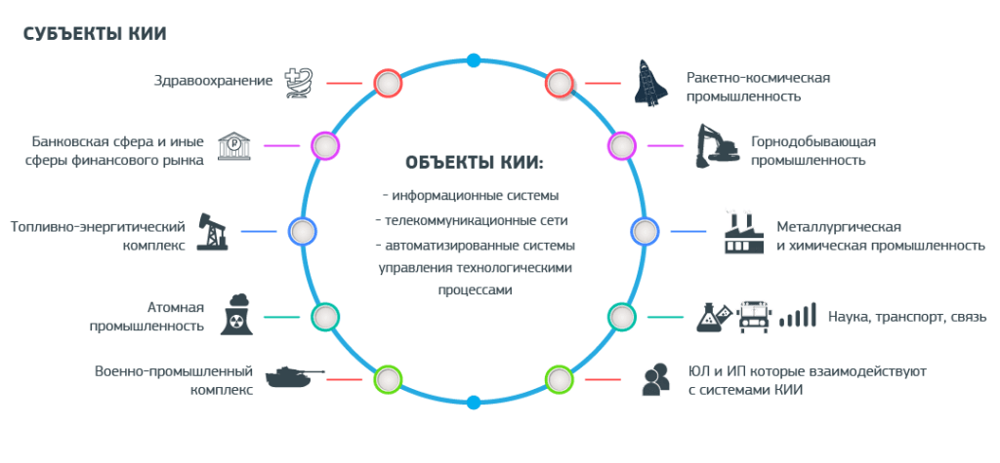 СУБЪЕКТЫ КИИ
Здравоохранение
Банковская сфера и иные
сферы финансового рынка
₽
Топливно-энергитический
комплекс
Атомная
промышленность
Военно-промышленный
комплекс
ОБЪЕКТЫ КИИ:
- информационные системы
- телекоммуникационные сети
- автоматизированные системы
управления технологическими
процессами
Ракетно-космическая
промышленность
Горнодобывающая
промышленность
Металлургическая
и химическая промышленность
Наука, транспорт, связь
ЮЛ и ИП которые взаимодействуют
с системами КИИ